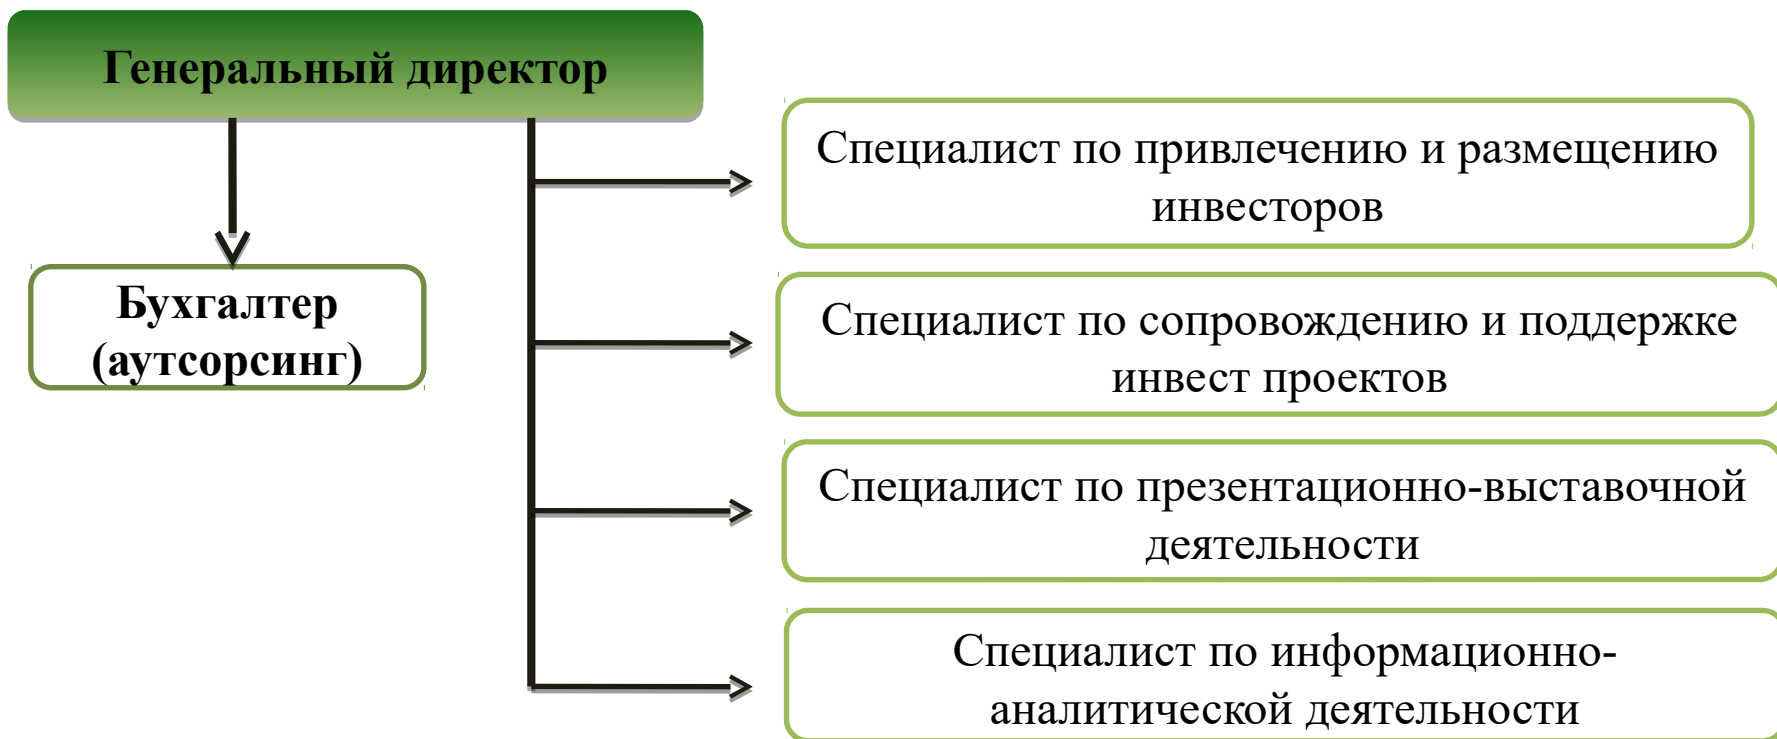 Генеральный директор
Бухгалтер
(аутсорсинг)
Специалист по привлечению и размещению
инвесторов
Специалист по сопровождению и поддержке
инвест проектов
Специалист по презентационно-выставочной
деятельности
Специалист по информационно-
аналитической деятельности